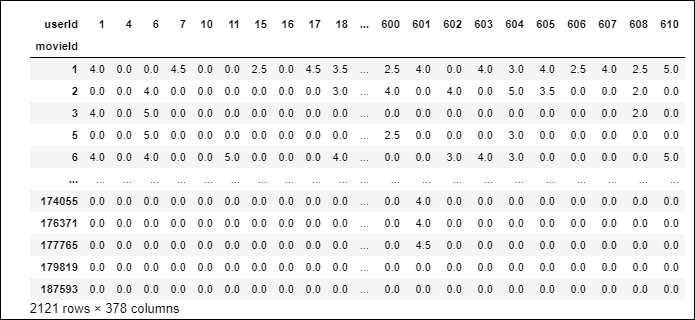 userId 1 4 6 7 10 11 15 16 17 18 ... 600 601 602 603 604 605 606 607 608 610
movieId
1 4.0 0.0 0.0 4.5 0.0 0.0 2.5 0.0 4.5 3.5 ... 2.5 4.0 0.0 4.0 3.0 4.0 2.5 4.0 2.5 5.0
2 0.0 0.0 4.0 0.0 0.0 0.0 0.0 0.0 0.0 3.0 ... 4.0 0.0 4.0 0.0 5.0 3.5 0.0 0.0 2.0 0.0
3 4.0 0.0 5.0 0.0 0.0 0.0 0.0 0.0 0.0 0.0 ... 0.0 0.0 0.0 0.0 0.0 0.0 0.0 0.0 2.0 0.0
5 0.0 0.0 5.0 0.0 0.0 0.0 0.0 0.0 0.0 0.0 ... 2.5 0.0 0.0 0.0 3.0 0.0 0.0 0.0 0.0 0.0
6 4.0 0.0 4.0 0.0 0.0 5.0 0.0 0.0 0.0 4.0 ... 0.0 0.0 3.0 4.0 3.0 0.0 0.0 0.0 0.0 5.0
... ... ... ... ... ... ... ... ... ... ... ... ... ... ... ... ... ... ... ... ... ...
174055 0.0 0.0 0.0 0.0 0.0 0.0 0.0 0.0 0.0 0.0 ... 0.0 4.0 0.0 0.0 0.0 0.0 0.0 0.0 0.0 0.0
176371 0.0 0.0 0.0 0.0 0.0 0.0 0.0 0.0 0.0 0.0 ... 0.0 4.0 0.0 0.0 0.0 0.0 0.0 0.0 0.0 0.0
177765 0.0 0.0 0.0 0.0 0.0 0.0 0.0 0.0 0.0 0.0 ... 0.0 4.5 0.0 0.0 0.0 0.0 0.0 0.0 0.0 0.0
179819 0.0 0.0 0.0 0.0 0.0 0.0 0.0 0.0 0.0 0.0 ... 0.0 0.0 0.0 0.0 0.0 0.0 0.0 0.0 0.0 0.0
187593 0.0 0.0 0.0 0.0 0.0 0.0 0.0 0.0 0.0 0.0 ... 0.0 0.0 0.0 0.0 0.0 0.0 0.0 0.0 0.0 0.0
2121 rows × 378 columns